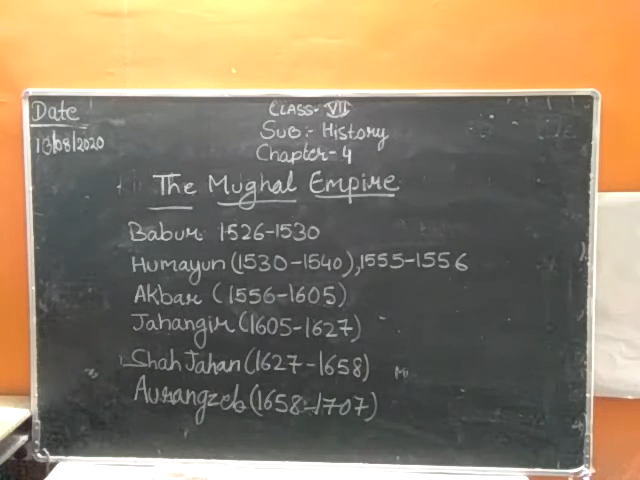 Date
13/08/2020
CLASS- VII
SUB:- History
Chapter-4
The Mughal Empire
Babur 1526-1530
Humayun (1530-1540),1555-1556
Akbar (1556-1605)
Jahangir (1605-1627)
Shah Jahan (1627-1658)
Aurangzeb (1658-1707)